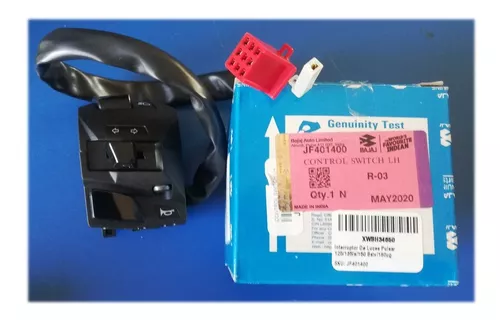 Genuinity Test
Bajaj Auto Limited
JF401400
BAJAJ
WORLD'S
FAVOURITE
INDIAN
CONTROL SWITCH LH
R-03
Qty.1 N
MAY2020
MADE IN INDIA
XWBH34650
Interruptor De Luces Pulsar
SKU: JF401400